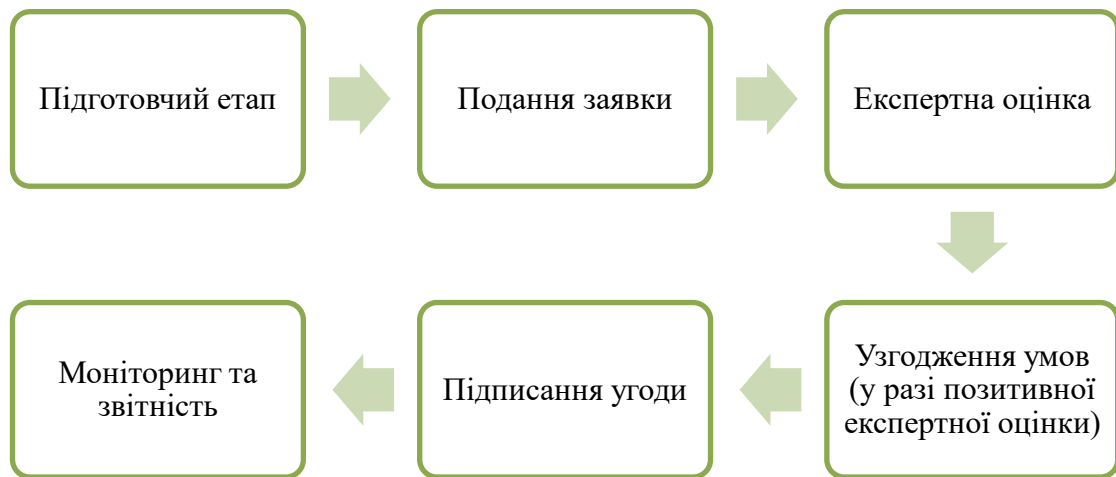 Підготовчий етап
Подання заявки
Експертна оцінка
Узгодження умов
(у разі позитивної
експертної оцінки)
Підписання угоди
Моніторинг та
звітність